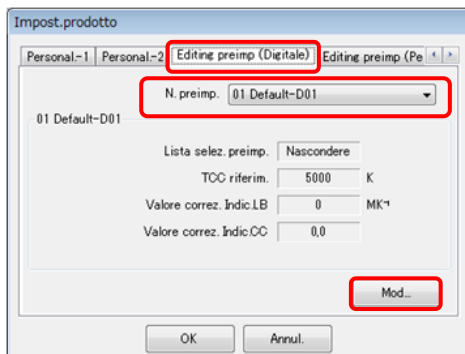 Impost.prodotto
Personal.-1 Personal.-2 Editing preimp (Digitale) Editing preimp (Pe
N. preimp. 01 Default-D01
01 Default-D01
Lista selez. preimp. Nascondere
TCC riferim. 5000 K
Valore correz. Indic.LB 0 MK⁻¹
Valore correz. Indic.CC 0,0
Mod...
OK Annul.